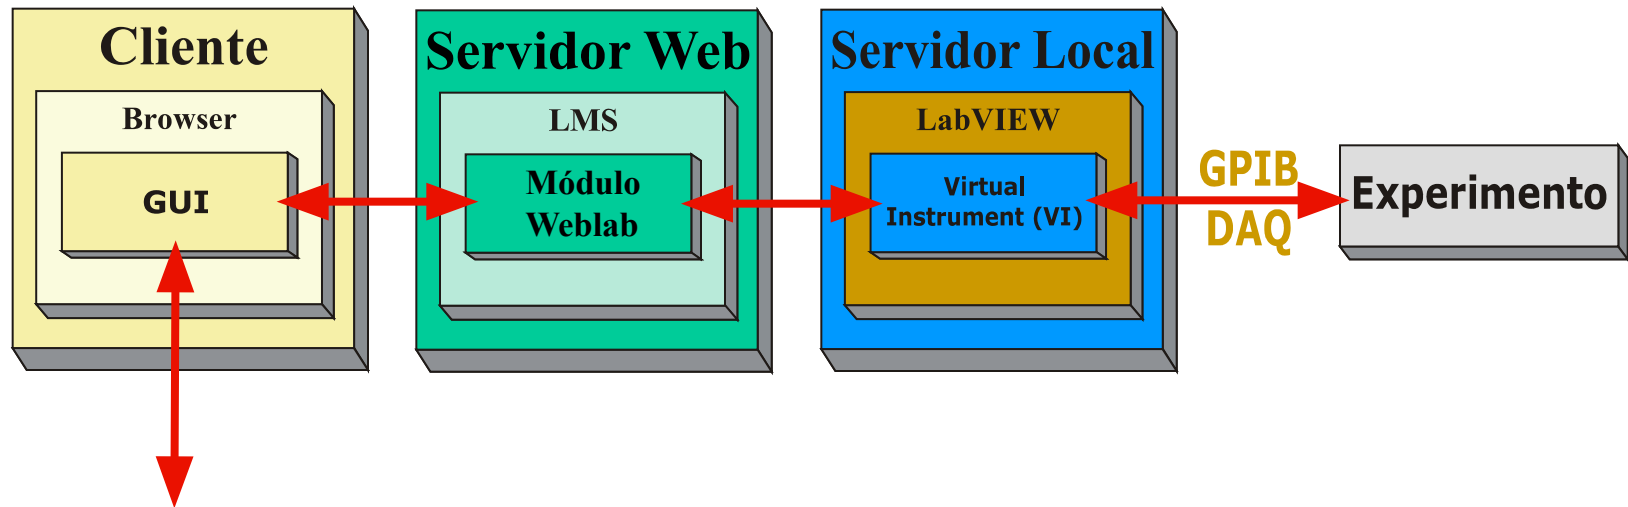 Cliente
Browser
GUI
Servidor Web
LMS
Módulo
Weblab
Servidor Local
LabVIEW
Virtual
Instrument (VI)
GPIB
DAQ
Experimento